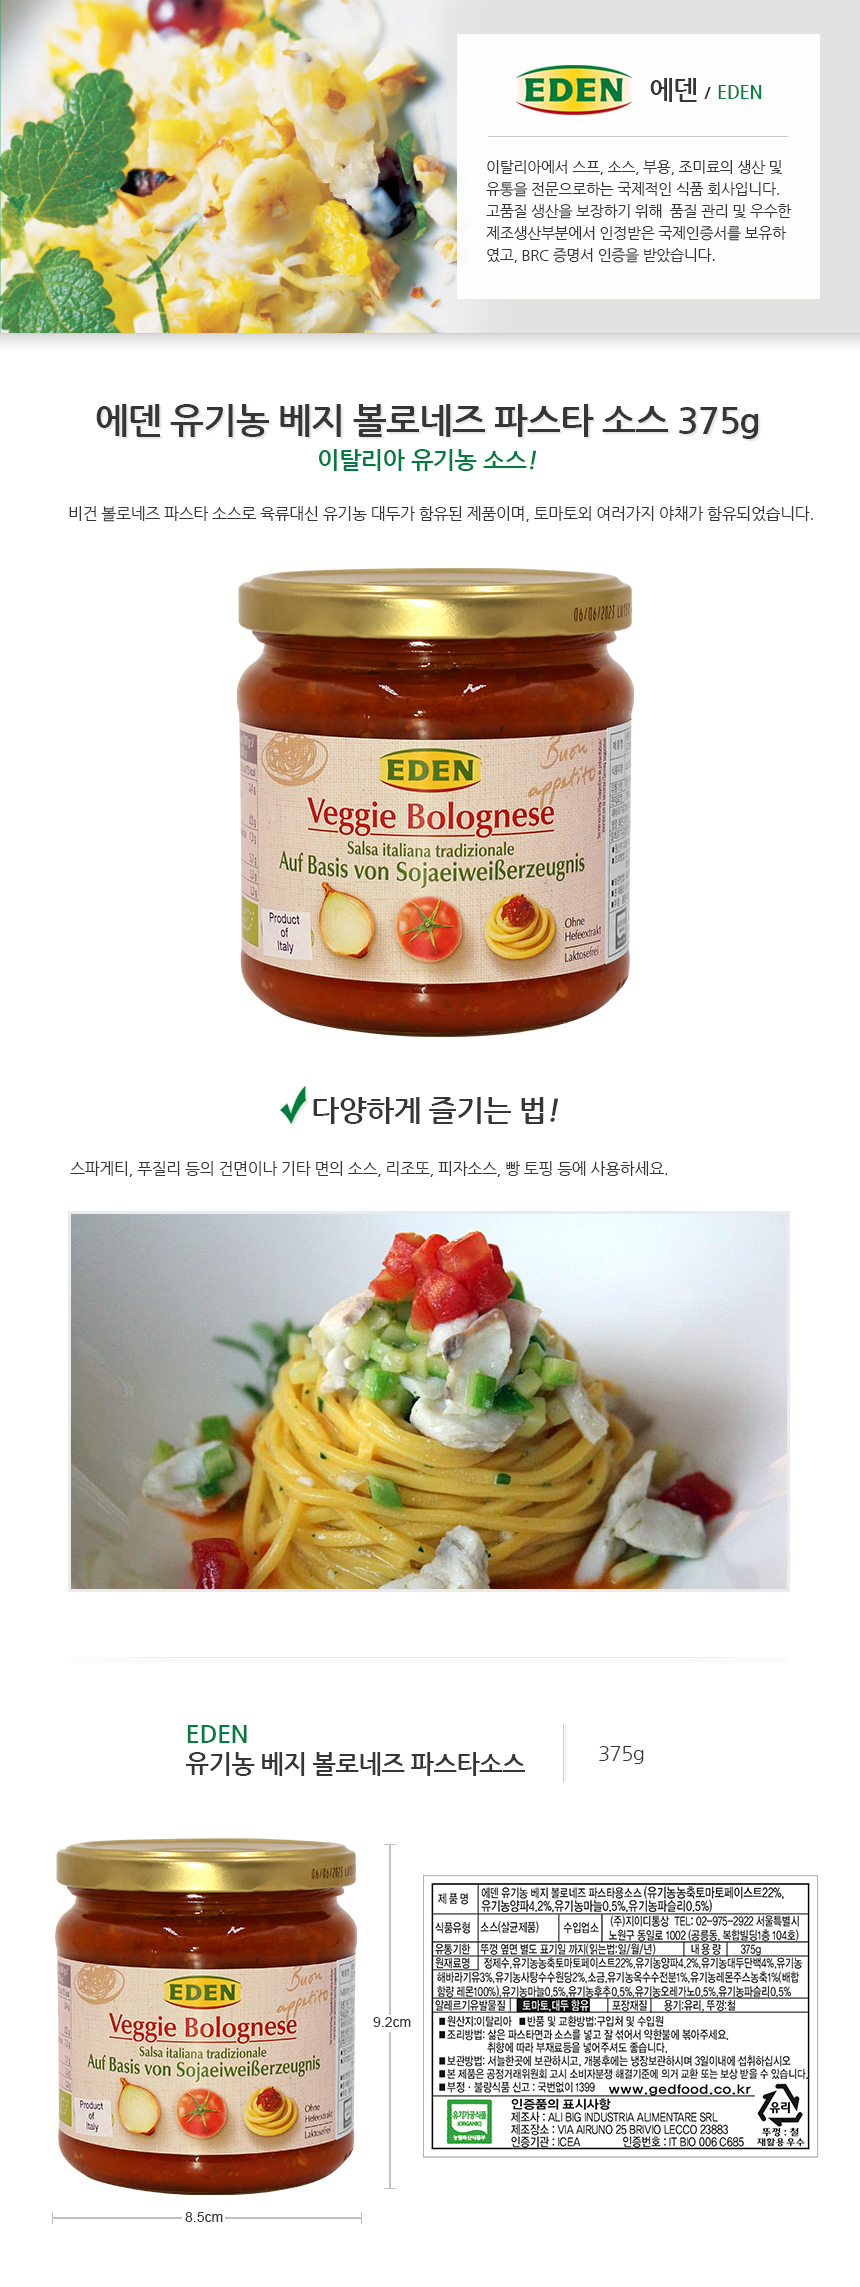 EDEN 에덴 / EDEN
이탈리아에서 스프, 소스, 부용, 조미료의 생산 및
유통을 전문으로하는 국제적인 식품 회사입니다.
고품질 생산을 보장하기 위해 품질 관리 및 우수한
제조생산부분에서 인정받은 국제인증서를 보유하
였고, BRC 증명서 인증을 받았습니다.
에덴 유기농 베지 볼로네즈 파스타 소스 375g
이탈리아 유기농 소스!
비건 볼로네즈 파스타 소스로 육류대신 유기농 대두가 함유된 제품이며, 토마토외 여러가지 야채가 함유되었습니다.
06/06/2023
Buon
appetito
EDEN
Veggie Bolognese
Salsa italiana tradizionale
Auf Basis von Sojaeiweißerzeugnis
Product
of
Italy
Ohne
Hefeextrakt
Laktosefrei
다양하게 즐기는 법!
스파게티, 푸질리 등의 건면이나 기타 면의 소스, 리조또, 피자소스, 빵 토핑 등에 사용하세요.
EDEN
유기농 베지 볼로네즈 파스타소스
375g
06/06/2023
Buon
appetito
EDEN
Veggie Bolognese
Salsa italiana tradizionale
Auf Basis von Sojaeiweißerzeugnis
Product
of
Italy
Ohne
Hefeextrakt
Laktosefrei
9.2cm
8.5cm
제품명 에덴 유기농 베지 볼로네즈 파스타용소스 (유기농농축토마토페이스트22%,
유기농양파4.2%,유기농마늘0.5%,유기농파슬리0.5%)
식품유형 소스(살균제품) 수입업소 (주)지이디통상 TEL: 02-975-2922 서울특별시
노원구 동일로 1002 (공릉동, 복합빌딩1층 104호)
유통기한 뚜껑 옆면 별도 표기일 까지(읽는법:일/월/년) 내용량 375g
원재료명 정제수,유기농농축토마토페이스트22%,유기농양파4.2%,유기농대두단백4%,유기농
해바라기유3%,유기농사탕수수원당2%,소금,유기농옥수수전분1%,유기농레몬주스농축1%(배합
함량 레몬100%),유기농마늘0.5%,유기농후추0.5%,유기농오레가노0.5%,유기농파슬리0.5%
알레르기유발물질 토마토,대두 함유 포장재질 용기:유리, 뚜껑:철
■원산지:이탈리아 ■반품 및 교환방법:구입처 및 수입원
■조리방법: 삶은 파스타면과 소스를 넣고 잘 섞어서 약한불에 볶아주세요.
취향에 따라 부재료등을 넣어주셔도 좋습니다.
■보관방법: 서늘한곳에 보관하시고, 개봉후에는 냉장보관하시며 3일이내에 섭취하십시오
■본 제품은 공정거래위원회 고시 소비자분쟁 해결기준에 의거 교환 또는 보상 받을 수 있습니다.
■부정·불량식품 신고 : 국번없이 1399 www.gedfood.co.kr
유기가공식품
(ORGANIC)
농림축산식품부
인증품의 표시사항
제조사 : ALI BIG INDUSTRIA ALIMENTARE SRL
제조장소 : VIA AIRUNO 25 BRIVIO LECCO 23883
인증기관 : ICEA 인증번호 : IT BIO 006 C685
유리
뚜껑 : 철
재활용우수